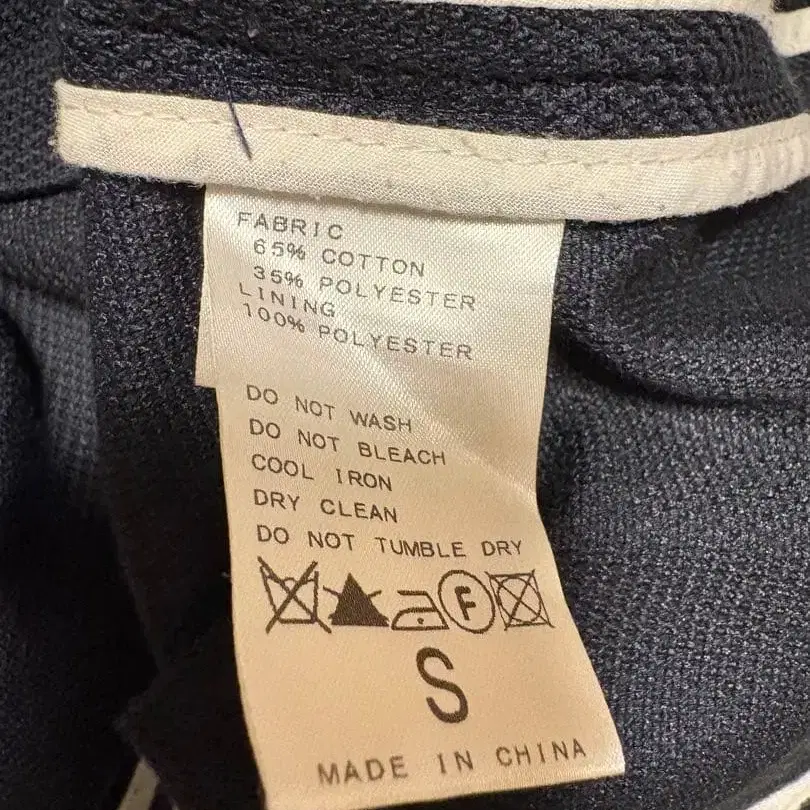 FABRIC
65% COTTON
35% POLYESTER
LINING
100% POLYESTER
DO NOT WASH
DO NOT BLEACH
COOL IRON
DRY CLEAN
DO NOT TUMBLE DRY
F
S
MADE IN CHINA